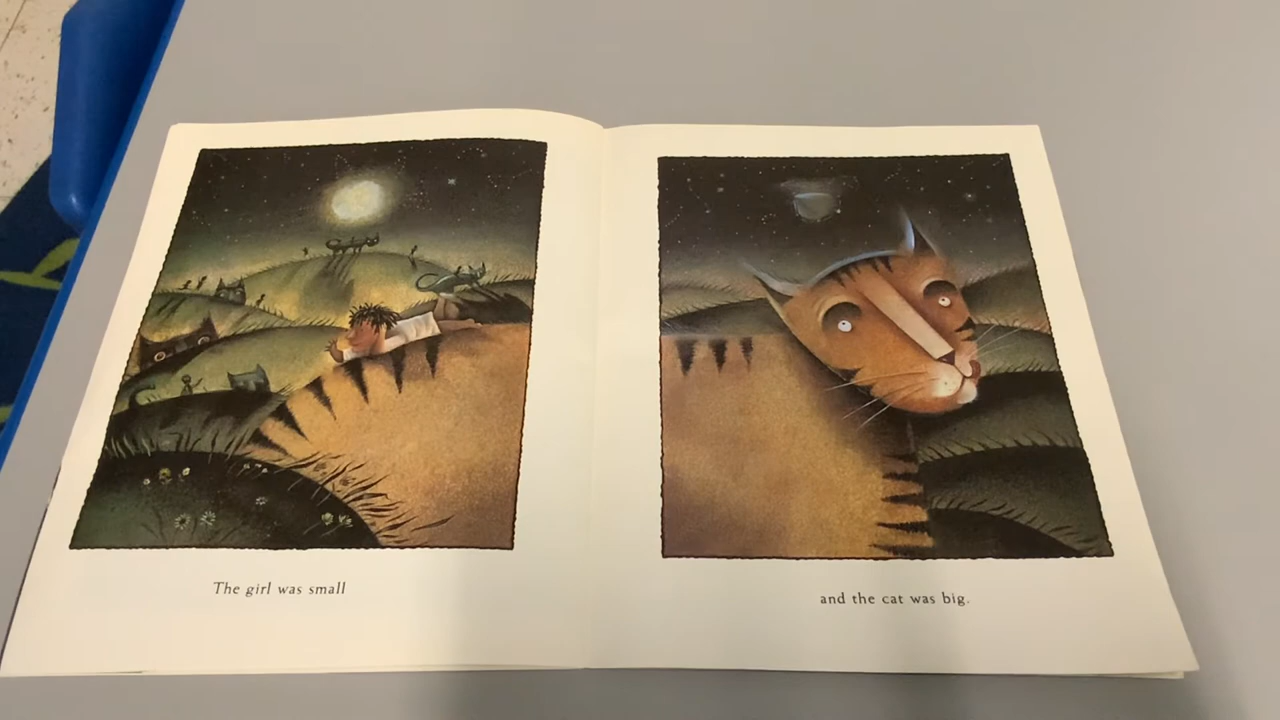 The girl was small
and the cat was big.